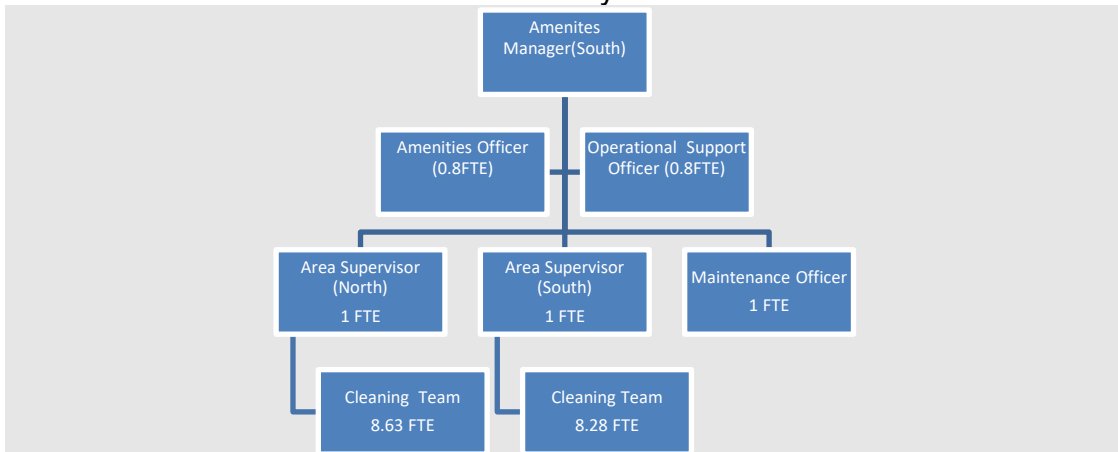 Amenites
Manager(South)
Amenities Officer
(0.8FTE)
Operational Support
Officer (0.8FTE)
Area Supervisor
(North)
1 FTE
Area Supervisor
(South)
1 FTE
Maintenance Officer
1 FTE
Cleaning Team
8.63 FTE
Cleaning Team
8.28 FTE